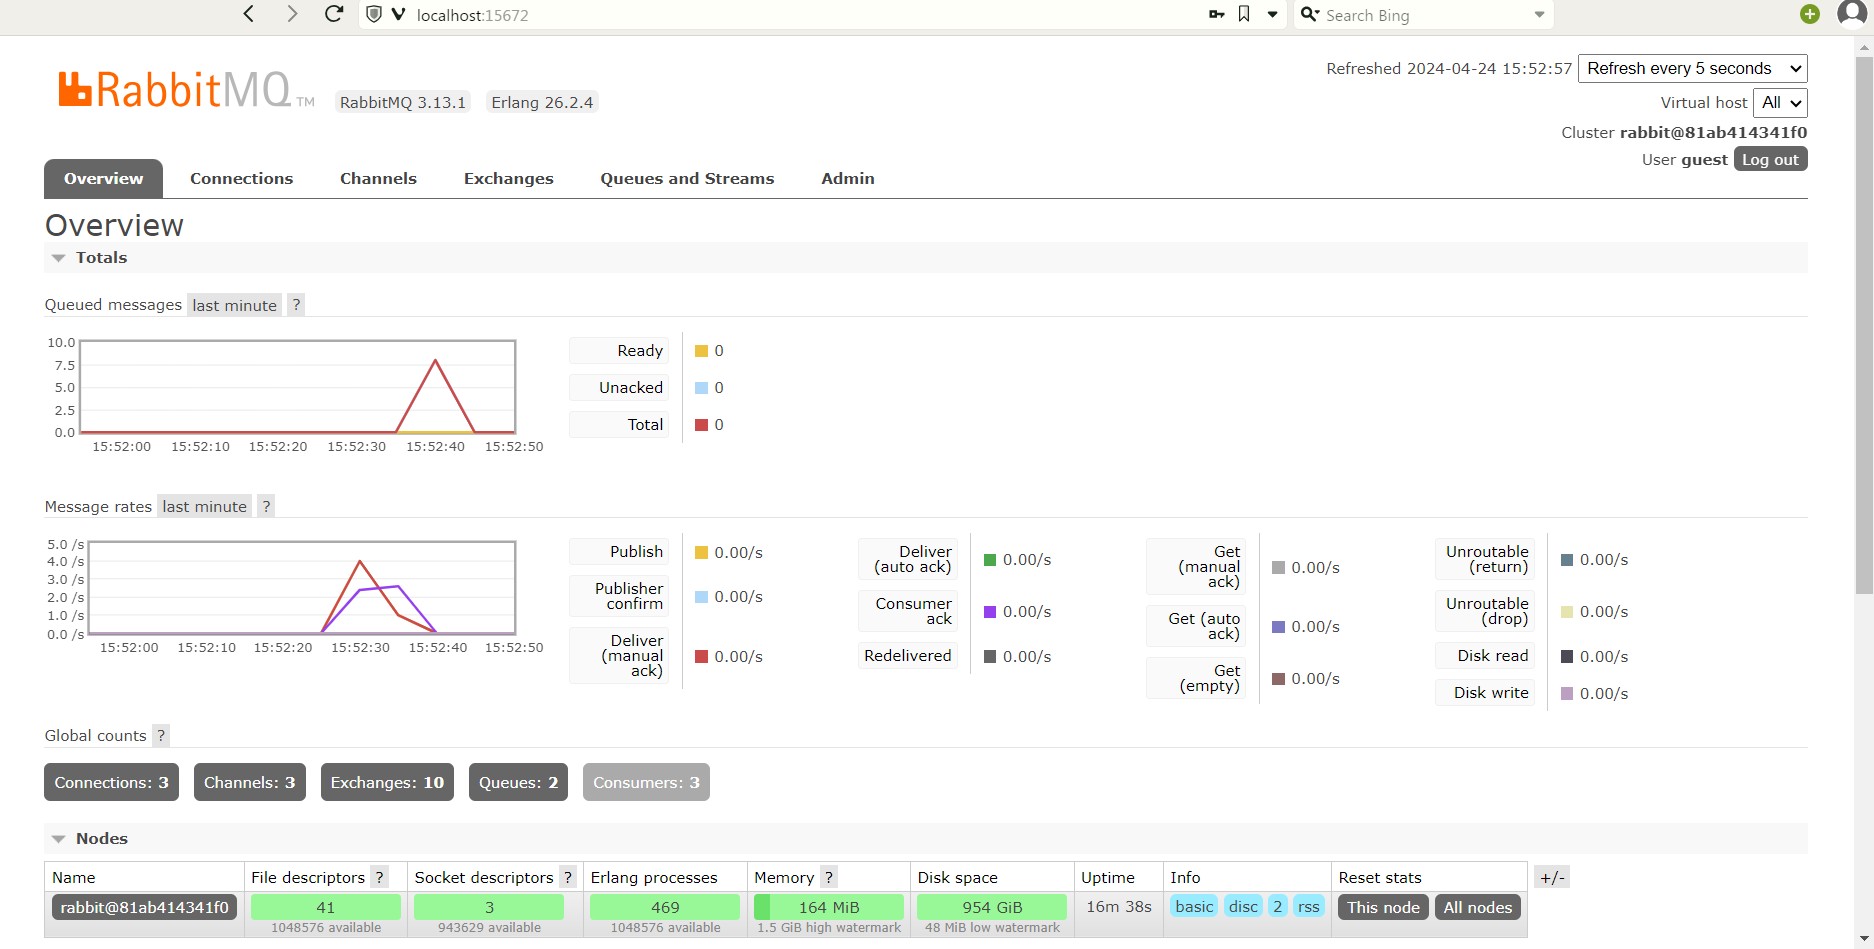 localhost:15672
Search Bing
RabbitMQ TM
RabbitMQ 3.13.1
Erlang 26.2.4
Refreshed 2024-04-24 15:52:57
Refresh every 5 seconds
Virtual host All
Cluster rabbit@81ab414341f0
User guest Log out
Overview Connections Channels Exchanges Queues and Streams Admin
Overview
Totals
Queued messages last minute ?
10.0
7.5
5.0
2.5
0.0
15:52:00 15:52:10 15:52:20 15:52:30 15:52:40 15:52:50
Ready 0
Unacked 0
Total 0
Message rates last minute ?
5.0 /s
4.0 /s
3.0 /s
2.0 /s
1.0 /s
0.0 /s
15:52:00 15:52:10 15:52:20 15:52:30 15:52:40 15:52:50
Publish 0.00/s
Publisher
confirm 0.00/s
Deliver
(manual
ack) 0.00/s
Deliver
(auto ack) 0.00/s
Consumer
ack 0.00/s
Redelivered 0.00/s
Get
(manual
ack) 0.00/s
Get (auto
ack) 0.00/s
Get
(empty) 0.00/s
Unroutable
(return) 0.00/s
Unroutable
(drop) 0.00/s
Disk read 0.00/s
Disk write 0.00/s
Global counts ?
Connections: 3 Channels: 3 Exchanges: 10 Queues: 2 Consumers: 3
Nodes
Name File descriptors ? Socket descriptors ? Erlang processes Memory ? Disk space Uptime Info Reset stats +/-
rabbit@81ab414341f0 41 3 469 164 MiB 954 GiB 16m 38s basic disc 2 rss This node All nodes
1048576 available 943629 available 1048576 available 1.5 GiB high watermark 48 MiB low watermark